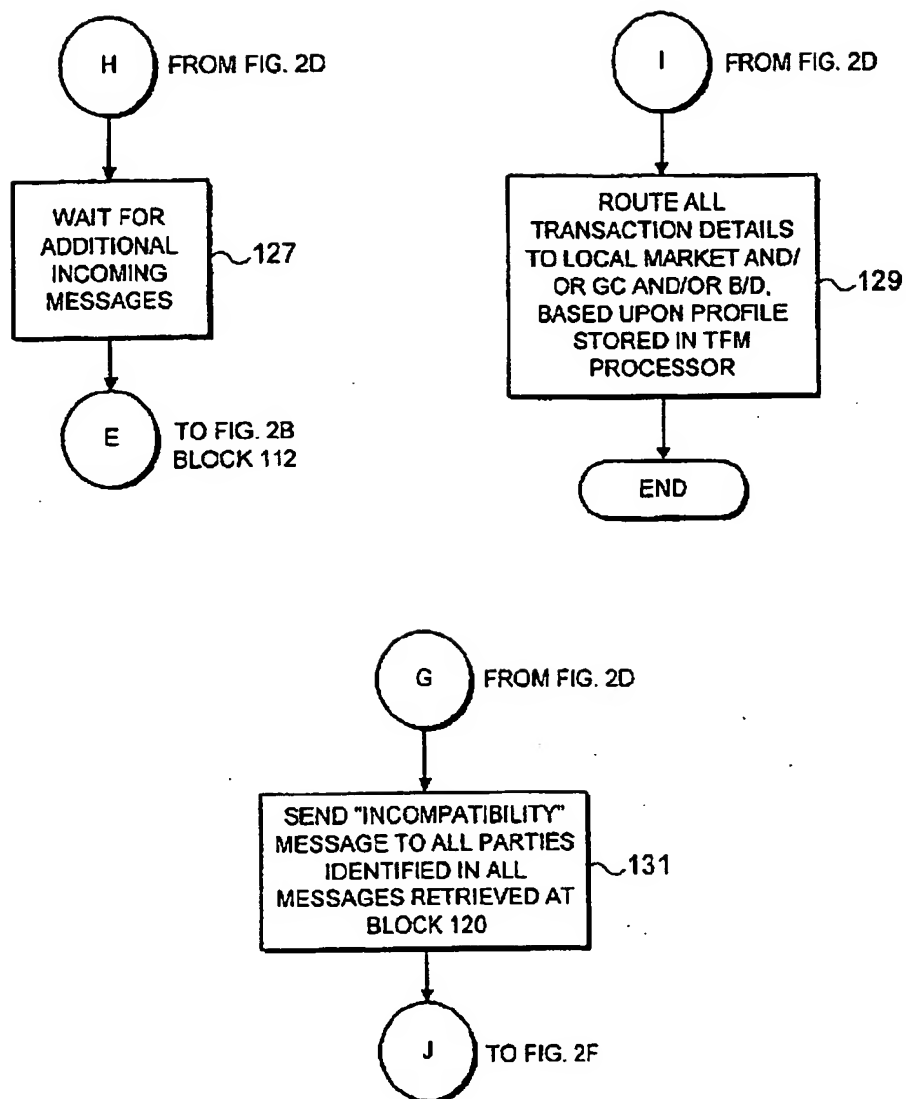 H
FROM FIG. 2D
WAIT FOR
ADDITIONAL
INCOMING
MESSAGES
127
E
TO FIG. 2B
BLOCK 112
I
FROM FIG. 2D
ROUTE ALL
TRANSACTION DETAILS
TO LOCAL MARKET AND/
OR GC AND/OR B/D,
BASED UPON PROFILE
STORED IN TFM
PROCESSOR
129
END
G
FROM FIG. 2D
SEND "INCOMPATIBILITY"
MESSAGE TO ALL PARTIES
IDENTIFIED IN ALL
MESSAGES RETRIEVED AT
BLOCK 120
131
J
TO FIG. 2F